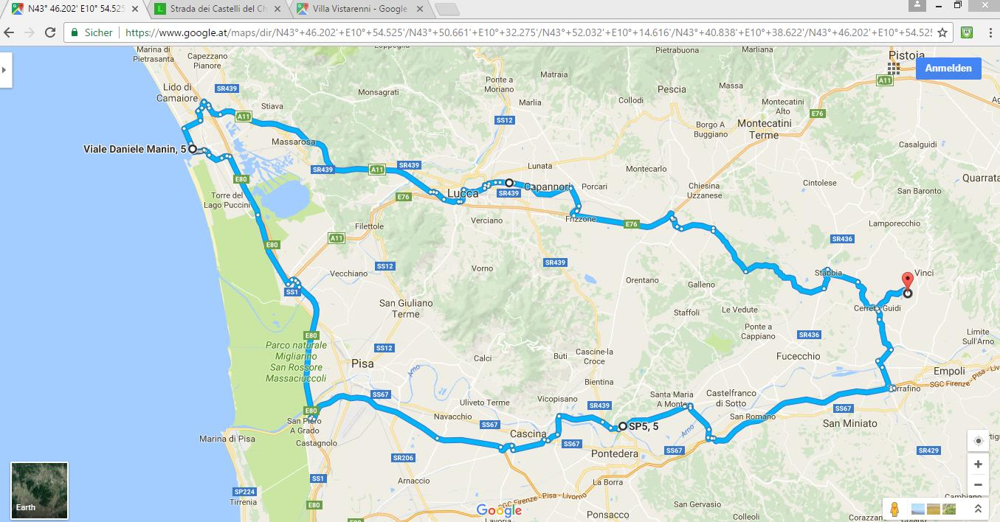 N43° 46.202' E10° 54.525
Strada dei Castelli del Ch
Villa Vistarenni - Google
Sicher
https://www.google.at/maps/dir/N43°+46.202'+E10°+54.525'/N43°+50.661'+E10°+32.275'/N43°+52.032'+E10°+14.616'/N43°+40.838'+E10°+38.622'/N43°+46.202'+E10°+54.525
Marina di
Pietrasanta
Capezzano
Pianore
Pietrabuona
Marliana
Pistoia
Anmelden
A11
Matraia
Ponte a
Moriano
Massa
Lido di
Camaiore
SR439
Monsagrati
Marlia
Collodi
Pescia
Montecatini
Alto
E76
Stiava
A11
SS12
Borgo A
Buggiano
Montecatini
Terme
Viale Daniele Manin, 5
Massarosa
Casalguidi
SR439
A11
SR439
Lunata
Montecarlo
Quarrata
E80
Lucca
SR439
Capannori
Porcari
Chiesina
Uzzanese
Cintolese
San Baronto
Torre del
Lago Puccini
E76
Verciano
Frizzone
E76
Lamporecchio
Filettole
A11
E80
SR436
SS12
SR439
Vecchiano
Vorno
Orentano
Galleno
Stabbia
Vinci
SS1
San Giuliano
Terme
Staffoli
Le Vedute
Cerreto Guidi
E80
Ponte a
Cappiano
SR436
Limite
Sull'Arno
Parco naturale
Migliarino
San Rossore
Massaciuccoli
SS12
Pisa
Arno
Calci
Buti
Cascine-la
Croce
Fucecchio
Empoli
SGC Firenze - Pisa - Liv
Bientina
SS67
Santa Maria
A Monte
Castelfranco
di Sotto
Uliveto Terme
Vicopisano
SR439
SS67
E80
San Piero
A Grado
Navacchio
SS67
Cascina
SP5, 5
Arno
San Romano
San Miniato
Marina di Pisa
Castagnolo
SS67
Pontedera
SS67
SR429
SR206
SS1
Arnaccio
La Borra
SP224
Tirrenia
E80
SGC Firenze - Pisa - Livorno
San Gervasio
Ponsacco
Colleoli
Corazzano
Earth
Google